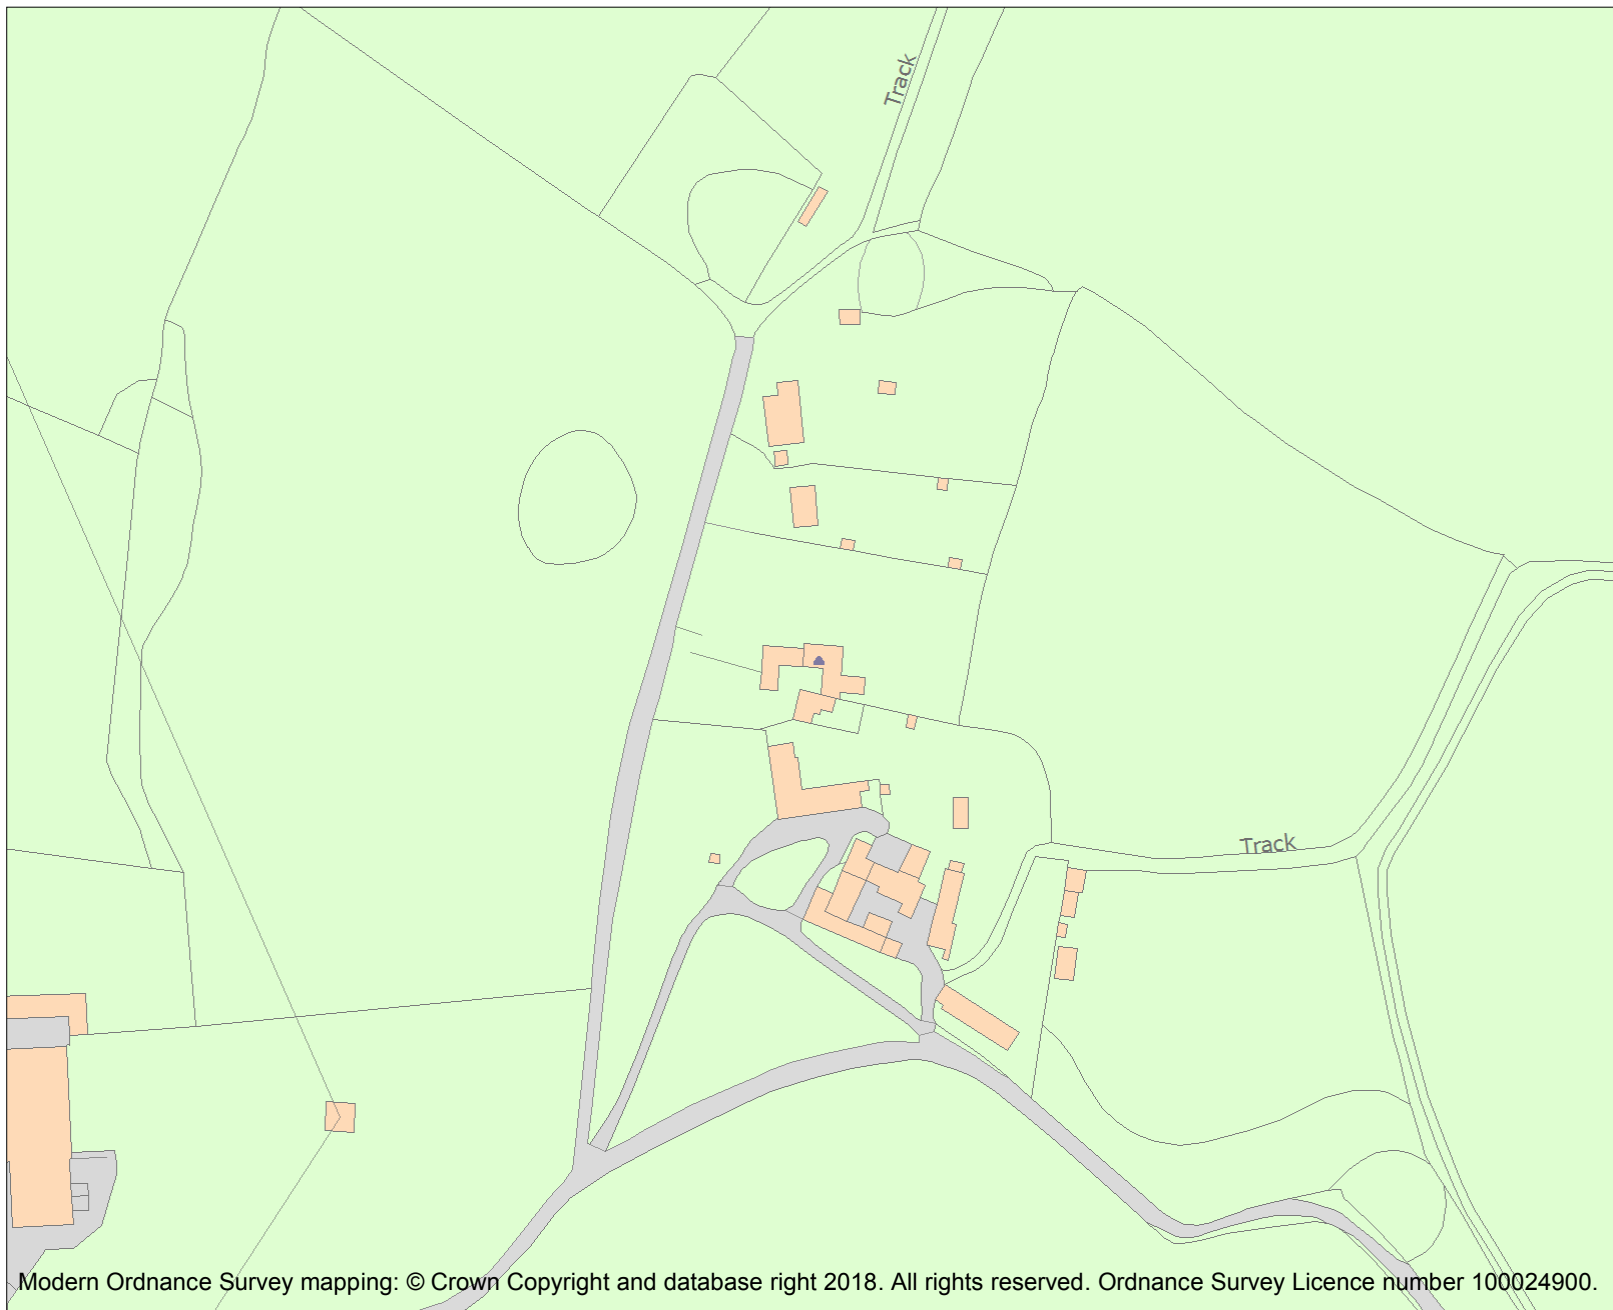 Track
Track
Modern Ordnance Survey mapping: © Crown Copyright and database right 2018. All rights reserved. Ordnance Survey Licence number 100024900.